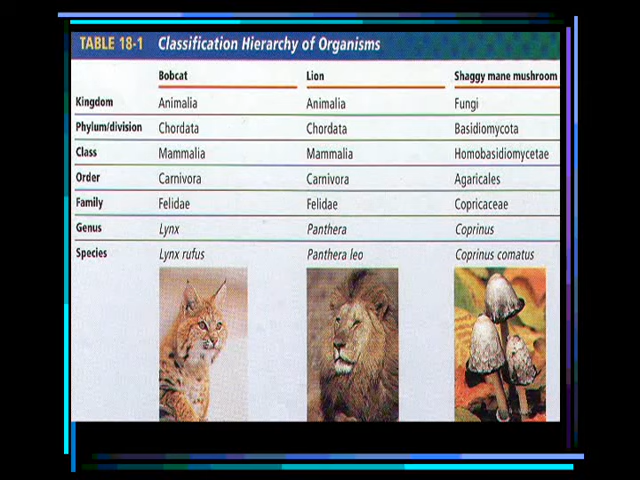 TABLE 18-1 Classification Hierarchy of Organisms
Bobcat Lion Shaggy mane mushroom
Kingdom Animalia Animalia Fungi
Phylum/division Chordata Chordata Basidiomycota
Class Mammalia Mammalia Homobasidiomycetae
Order Carnivora Carnivora Agaricales
Family Felidae Felidae Copricaceae
Genus Lynx Panthera Coprinus
Species Lynx rufus Panthera leo Coprinus comatus